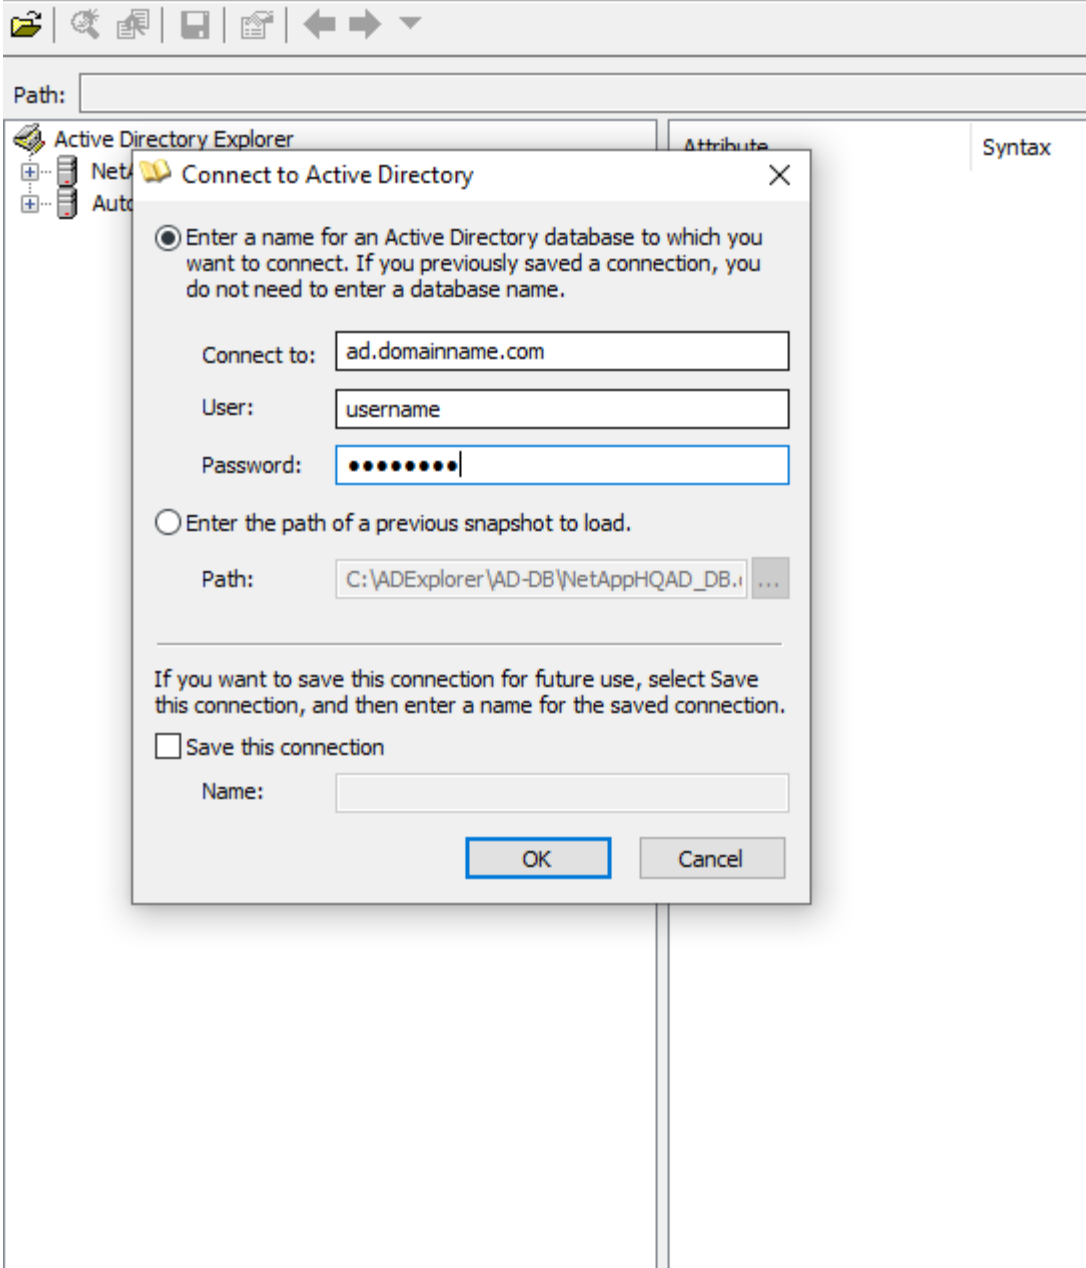 Path:
Active Directory Explorer
Attribute
Syntax
Connect to Active Directory
Enter a name for an Active Directory database to which you
want to connect. If you previously saved a connection, you
do not need to enter a database name.
Connect to:
ad.domainname.com
User:
username
Password:
••••••••
Enter the path of a previous snapshot to load.
Path:
C:\ADExplorer\AD-DB\NetAppHQAD_DB.
...
If you want to save this connection for future use, select Save
this connection, and then enter a name for the saved connection.
Save this connection
Name:
OK
Cancel